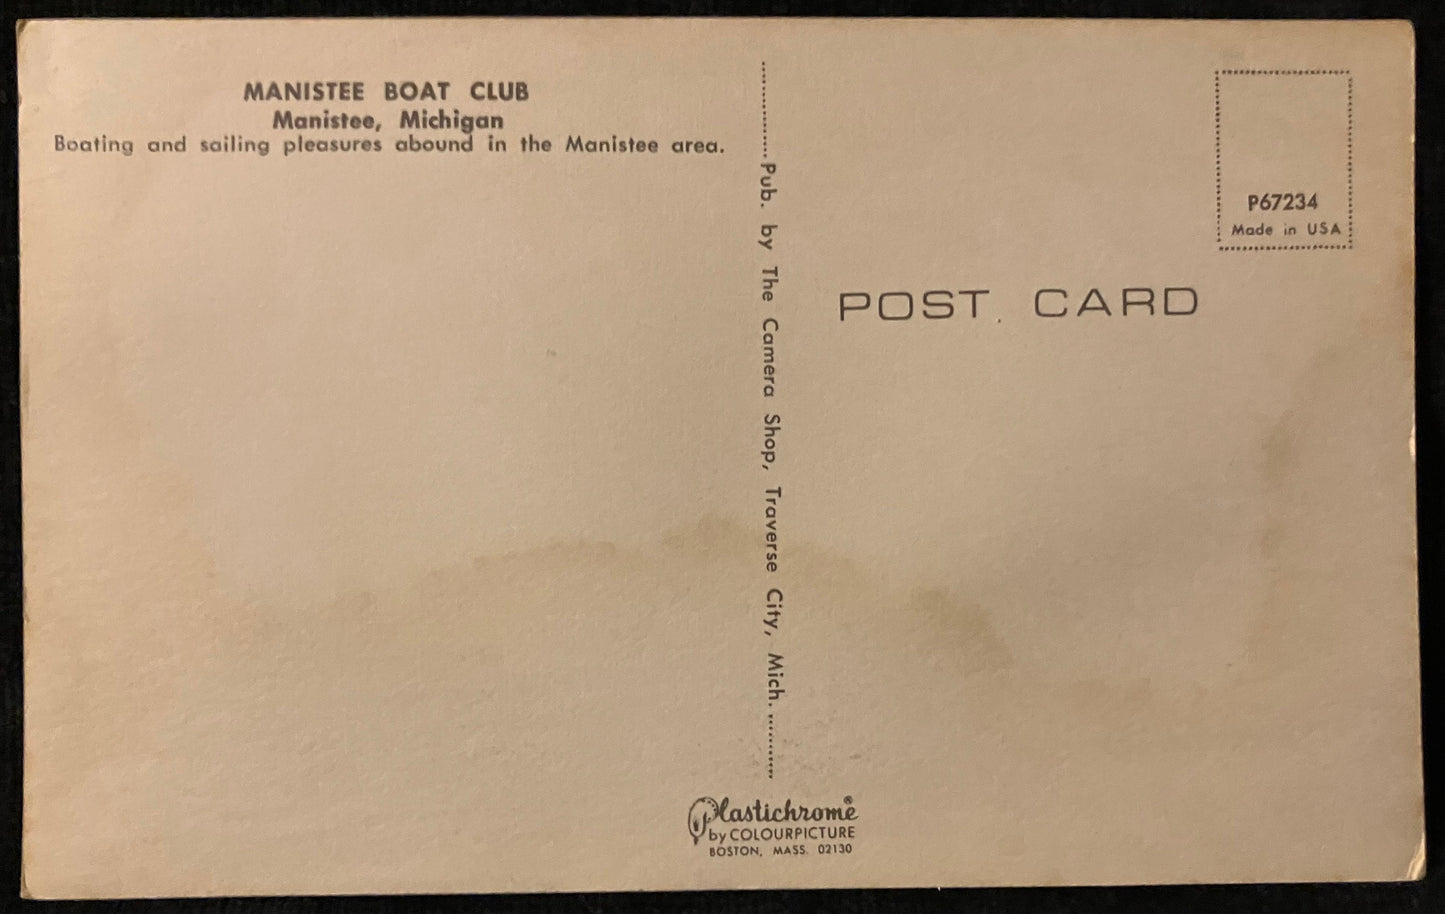 MANISTEE BOAT CLUB
Manistee, Michigan
Boating and sailing pleasures abound in the Manistee area.
Pub. by The Camera Shop, Traverse City, Mich.
P67234
Made in USA
POST CARD
Plastichrome®
by COLOURPICTURE
BOSTON, MASS. 02130